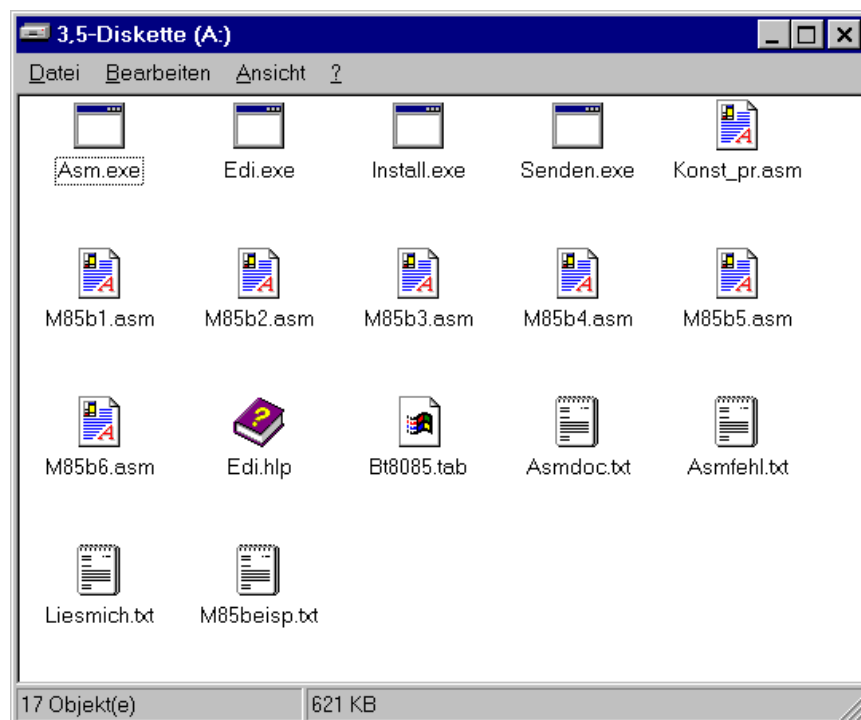 3,5-Diskette (A:)
Datei Bearbeiten Ansicht ?
Asm.exe Edi.exe Install.exe Senden.exe Konst_pr.asm
M85b1.asm M85b2.asm M85b3.asm M85b4.asm M85b5.asm
M85b6.asm Edi.hlp Bt8085.tab Asmdoc.txt Asmfehl.txt
Liesmich.txt M85beisp.txt
17 Objekt(e) 621 KB